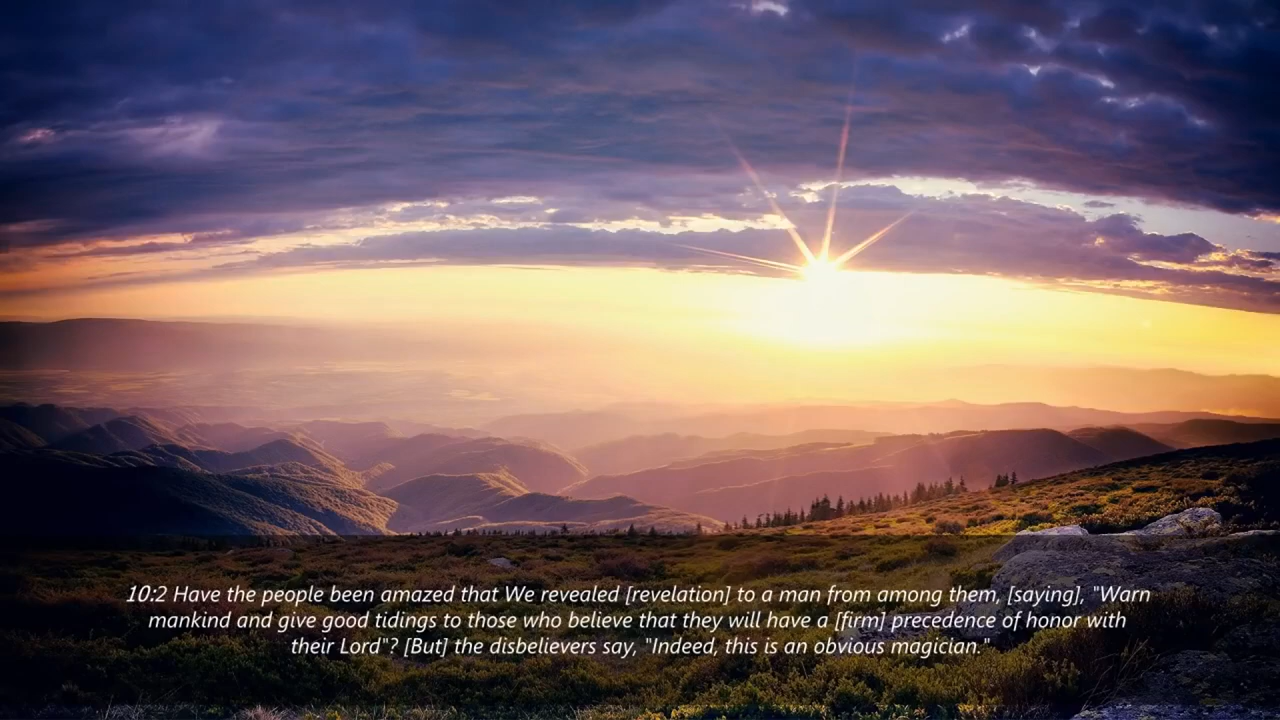 10:2 Have the people been amazed that We revealed [revelation] to a man from among them, [saying], "Warn
mankind and give good tidings to those who believe that they will have a [firm] precedence of honor with
their Lord"? [But] the disbelievers say, "Indeed, this is an obvious magician."